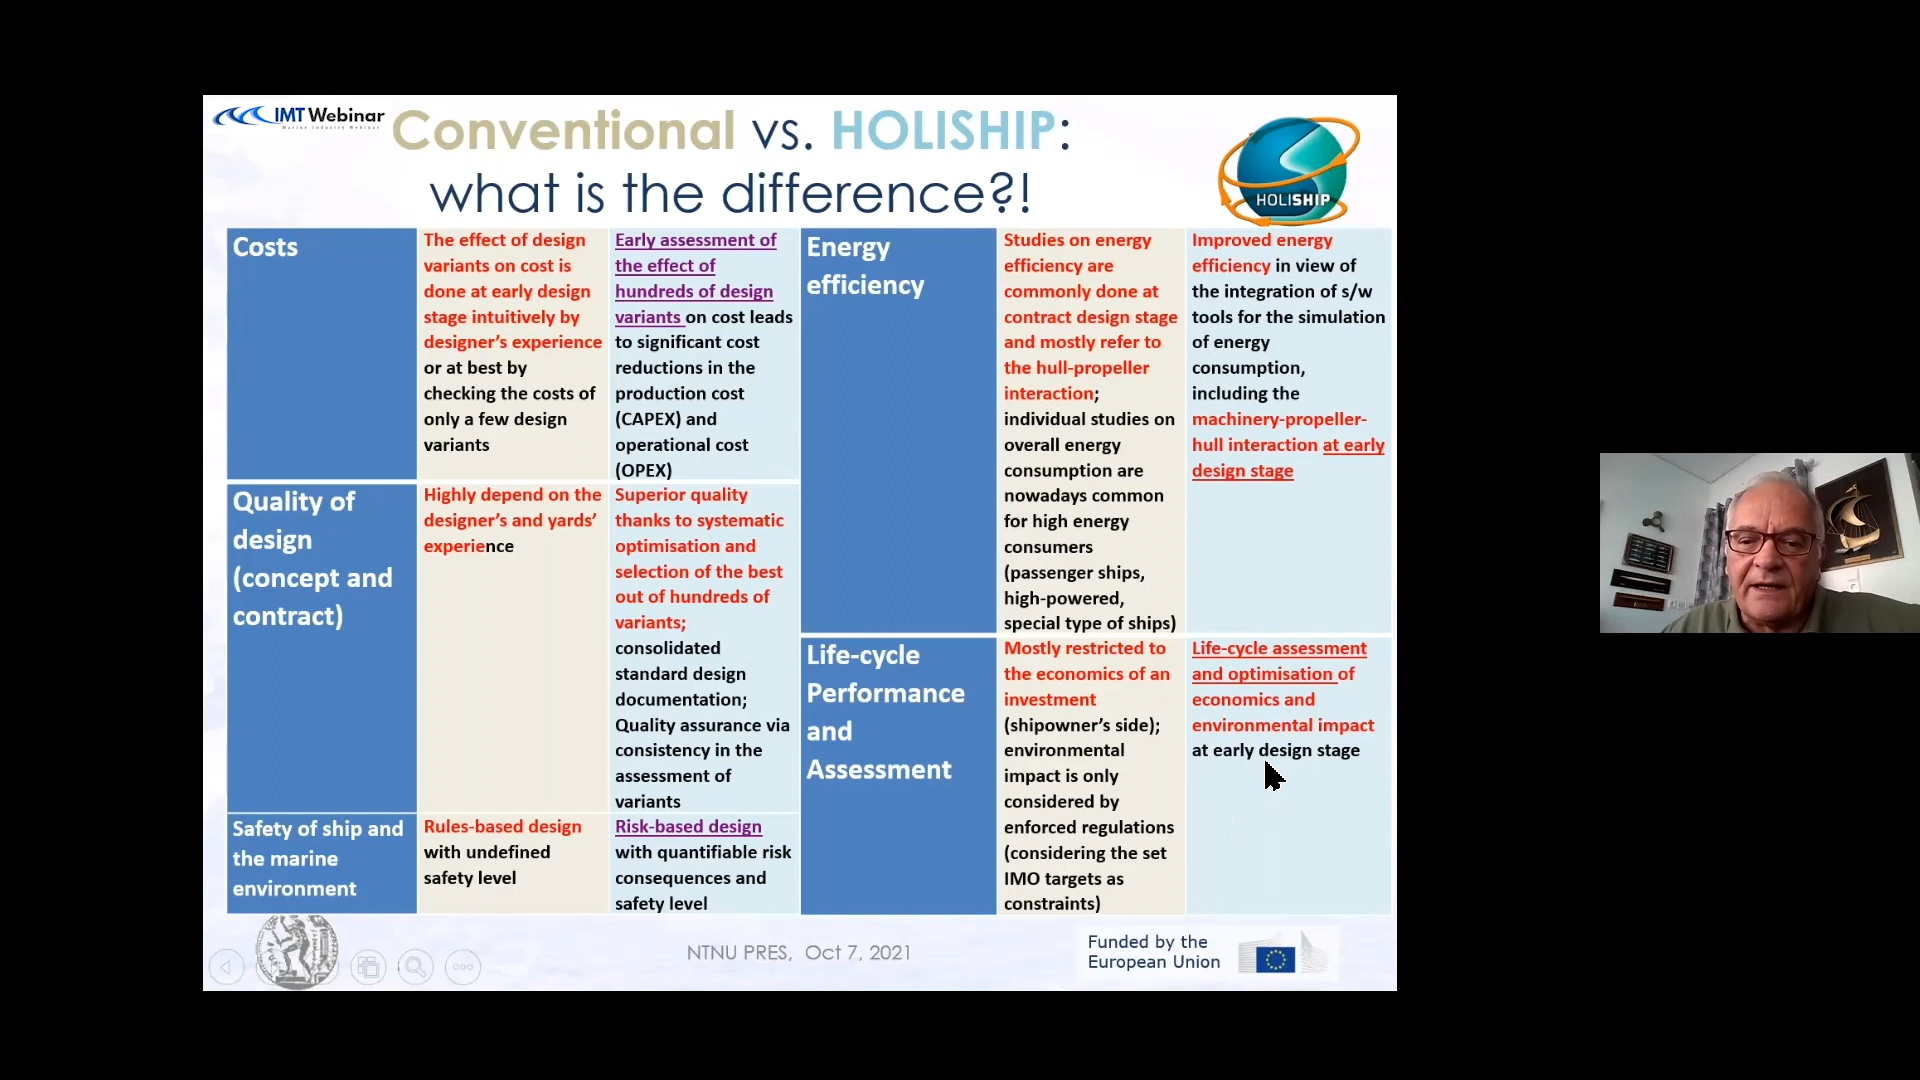 IMT Webinar
Marine Industry Webinar
Conventional vs. HOLISHIP:
what is the difference?!
HOLISHIP
Costs
The effect of design
variants on cost is
done at early design
stage intuitively by
designer's experience
or at best by
checking the costs of
only a few design
variants
Early assessment of
the effect of
hundreds of design
variants on cost leads
to significant cost
reductions in the
production cost
(CAPEX) and
operational cost
(OPEX)
Quality of
design
(concept and
contract)
Highly depend on the
designer's and yards'
experience
Superior quality
thanks to systematic
optimisation and
selection of the best
out of hundreds of
variants;
consolidated
standard design
documentation;
Quality assurance via
consistency in the
assessment of
variants
Safety of ship and
the marine
environment
Rules-based design
with undefined
safety level
Risk-based design
with quantifiable risk
consequences and
safety level
Energy
efficiency
Studies on energy
efficiency are
commonly done at
contract design stage
and mostly refer to
the hull-propeller
interaction;
individual studies on
overall energy
consumption are
nowadays common
for high energy
consumers
(passenger ships,
high-powered,
special type of ships)
Improved energy
efficiency in view of
the integration of s/w
tools for the simulation
of energy
consumption,
including the
machinery-propeller-
hull interaction at early
design stage
Life-cycle
Performance
and
Assessment
Mostly restricted to
the economics of an
investment
(shipowner's side);
environmental
impact is only
considered by
enforced regulations
(considering the set
IMO targets as
constraints)
Life-cycle assessment
and optimisation of
economics and
environmental impact
at early design stage
NTNU PRES, Oct 7, 2021
Funded by the
European Union